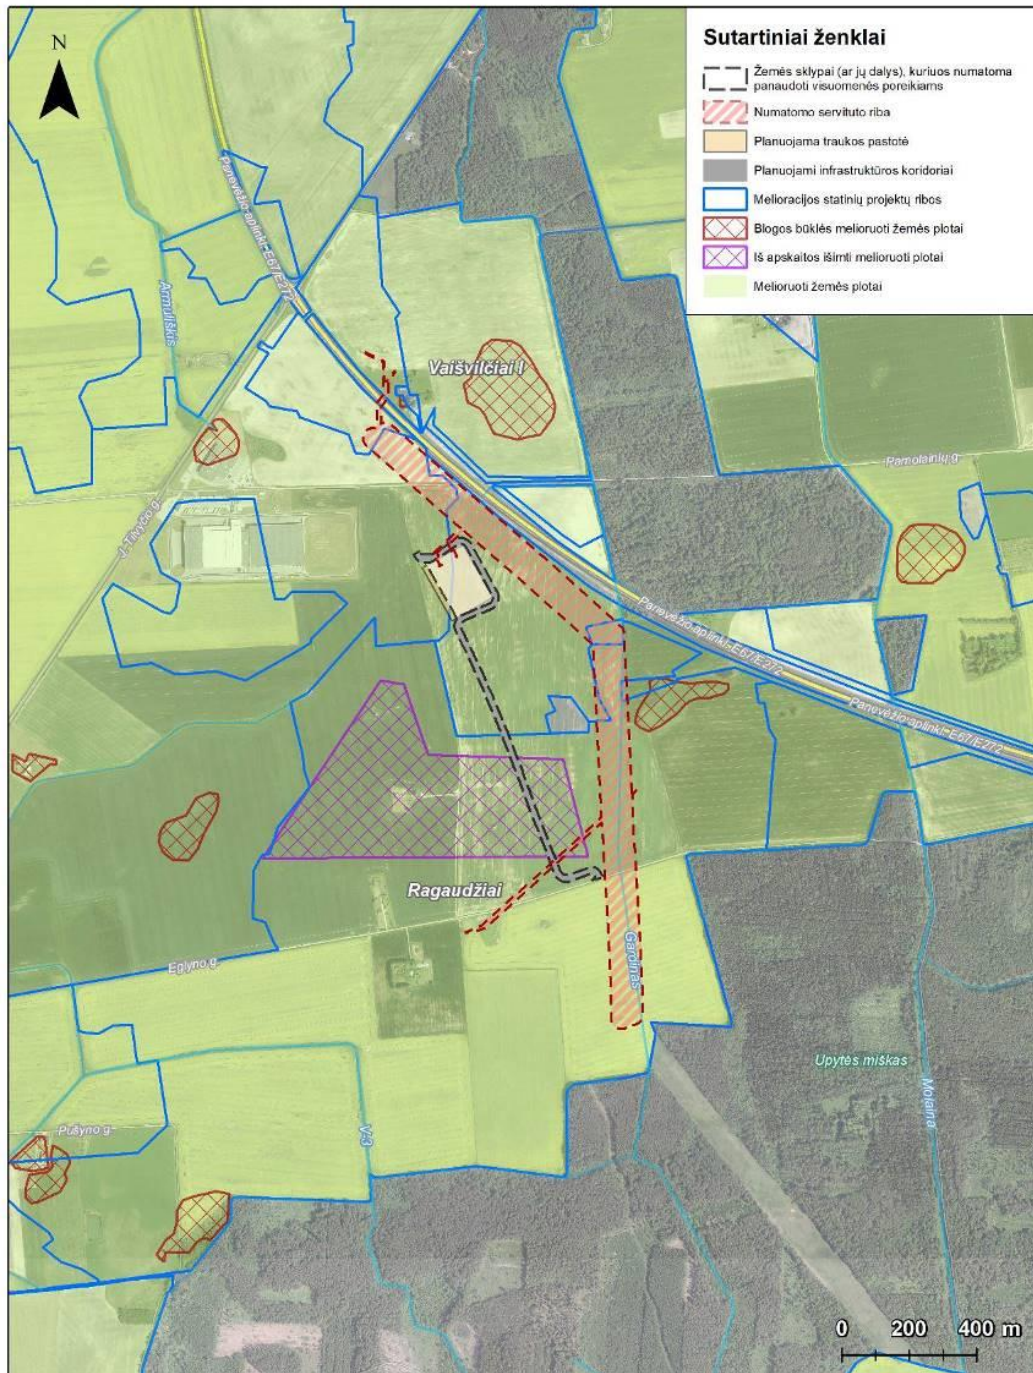 N
Sutartiniai ženklai
Žemės sklypai (ar jų dalys), kuriuos numatoma
panaudoti visuomenės poreikiams
Numatomo servituto riba
Planuojama traukos pastotė
Planuojami infrastruktūros koridoriai
Melioracijos statinių projektų ribos
Blogos būklės melioruoti žemės plotai
Iš apskaitos išimti melioruoti plotai
Melioruoti žemės plotai
Panevėžio aplinkl.-E67/E272
Armuliškis
Vaišvilčiai I
Pamolainių g.
J. Tilvyčio g.
Panevėžio aplinkl.-E67/E272
Panevėžio aplinkl.-E67/E272
Ragaudžiai
Eglyno g.
Upytės miškas
Molaina
V-3
Pušyno g.
0 200 400 m